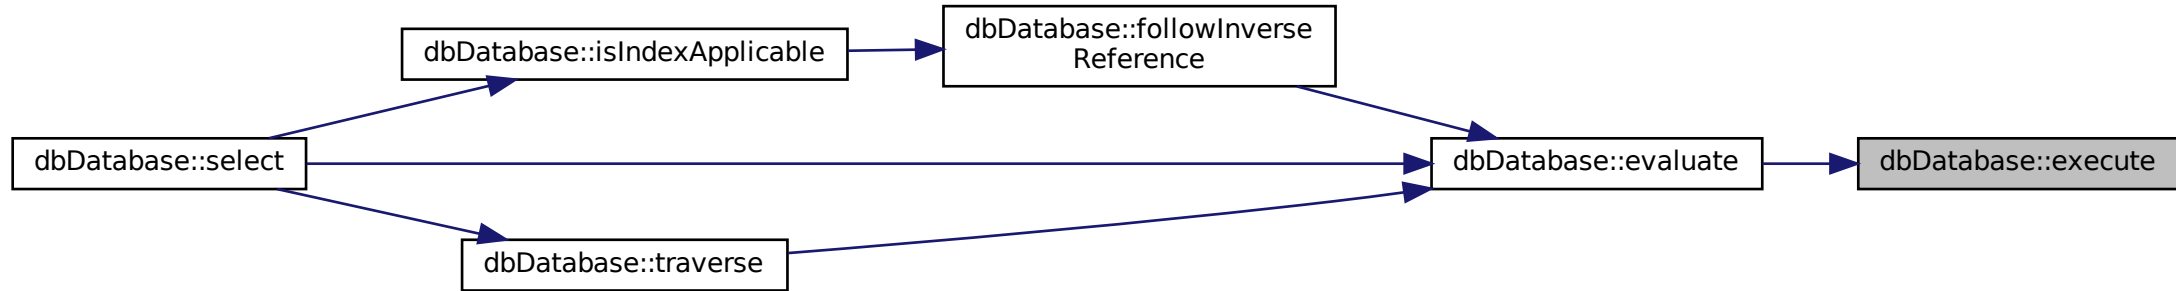 dbDatabase::followInverse
Reference
dbDatabase::isIndexApplicable
dbDatabase::select
dbDatabase::evaluate
dbDatabase::execute
dbDatabase::traverse